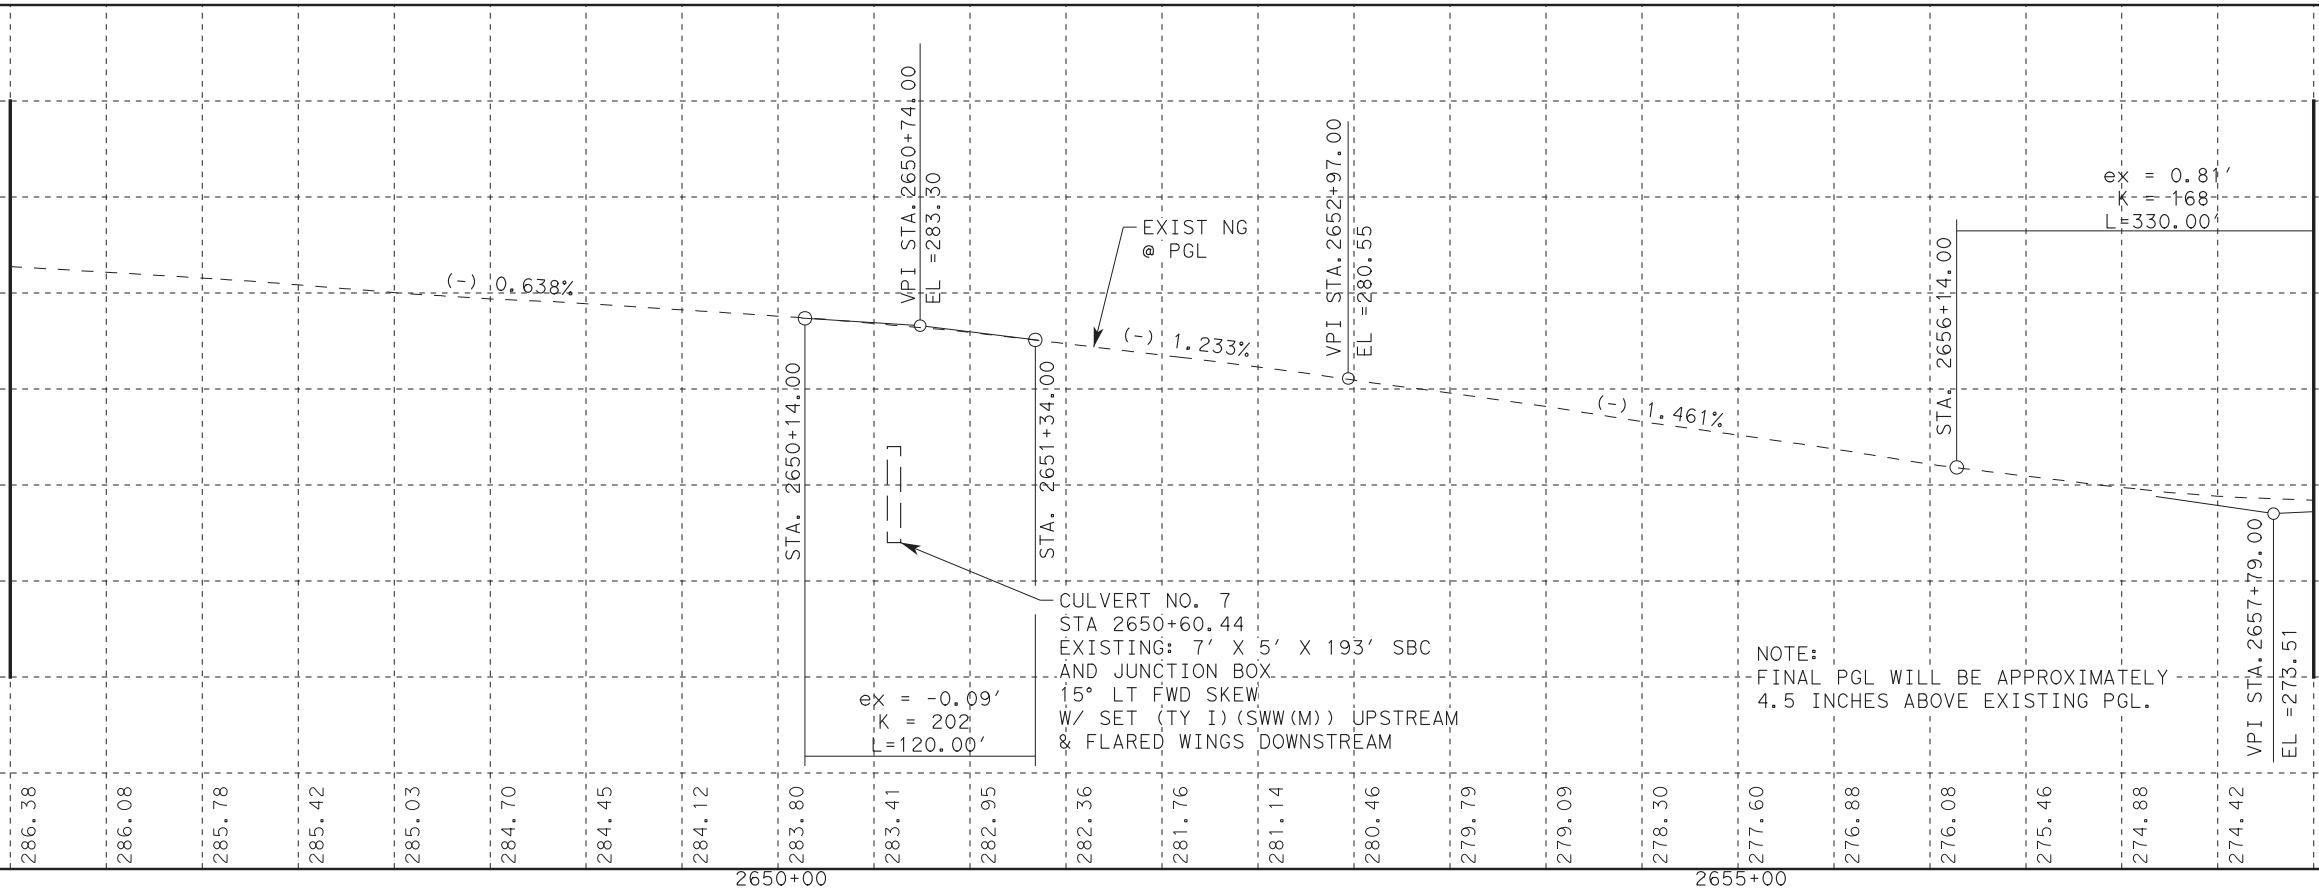 VPI STA. 2650+74.00
EL =283.30
VPI STA. 2652+97.00
EL =280.55
ex = 0.81'
K = 168
L=330.00'
EXIST NG
@ PGL
(-) 0.638%
(-) 1.233%
(-) 1.461%
STA. 2650+14.00
STA. 2651+34.00
STA. 2656+14.00
CULVERT NO. 7
STA 2650+60.44
EXISTING: 7' X 5' X 193' SBC
AND JUNCTION BOX
15° LT FWD SKEW
W/ SET (TY I)(SWW(M)) UPSTREAM
& FLARED WINGS DOWNSTREAM
ex = -0.09'
K = 202
L=120.00'
NOTE:
FINAL PGL WILL BE APPROXIMATELY
4.5 INCHES ABOVE EXISTING PGL.
VPI STA. 2657+79.00
EL =273.51
286.38
286.08
285.78
285.42
285.03
284.70
284.45
284.12
283.80
283.41
282.95
282.36
281.76
281.14
280.46
279.79
279.09
278.30
277.60
276.88
276.08
275.46
274.88
274.42
2650+00
2655+00